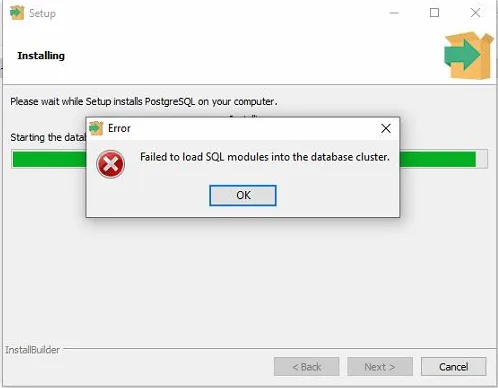 Setup
Installing
Please wait while Setup installs PostgreSQL on your computer.
Starting the datab
Error
Failed to load SQL modules into the database cluster.
OK
InstallBuilder
< Back
Next >
Cancel